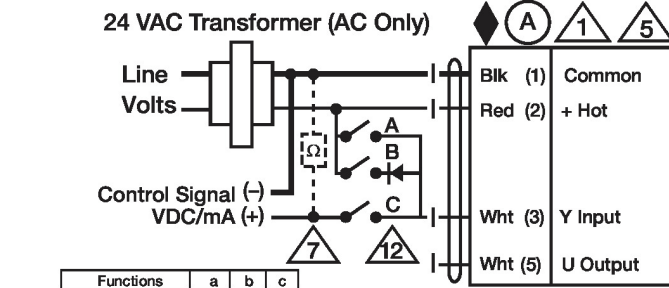 24 VAC Transformer (AC Only)
A 1 5
Line
Volts
Blk (1) Common
Red (2) + Hot
A
Ω
B
Control Signal (–)
VDC/mA (+)
C
Wht (3) Y Input
7 12
Wht (5) U Output
Functions a b c